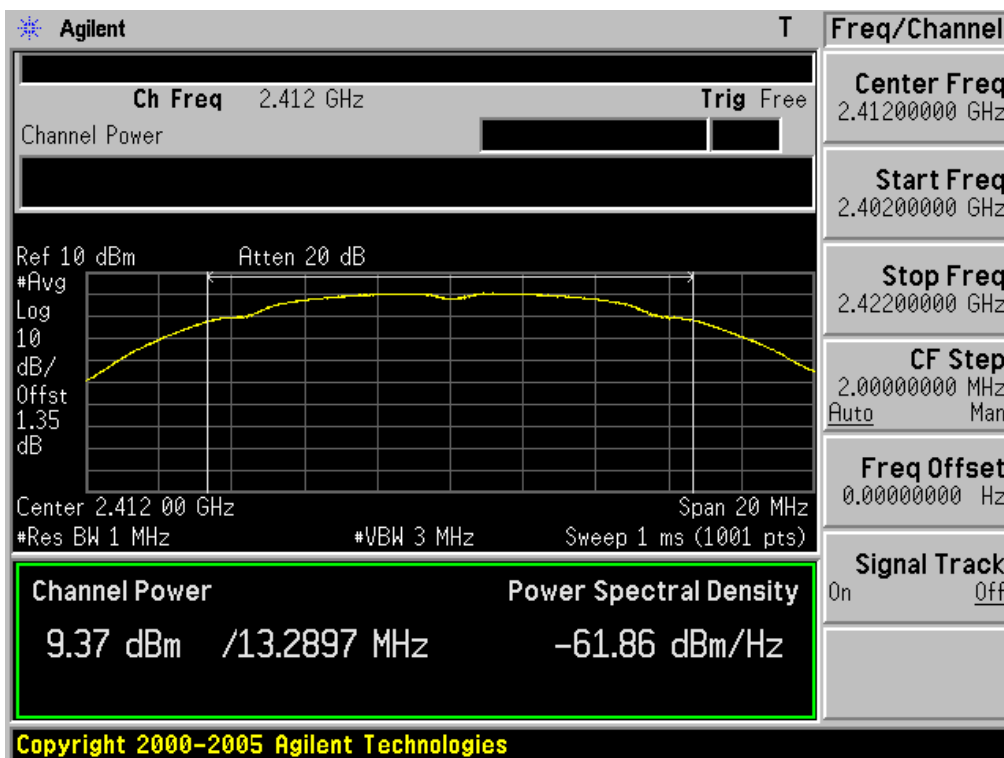 Agilent T Freq/Channel
Ch Freq 2.412 GHz Trig Free
Channel Power
Ref 10 dBm Atten 20 dB
#Avg
Log
10
dB/
Offst
1.35
dB
Center 2.412 00 GHz Span 20 MHz
#Res BW 1 MHz #VBW 3 MHz Sweep 1 ms (1001 pts)
Channel Power Power Spectral Density
9.37 dBm /13.2897 MHz -61.86 dBm/Hz
Center Freq
2.41200000 GHz
Start Freq
2.40200000 GHz
Stop Freq
2.42200000 GHz
CF Step
2.00000000 MHz
Auto Man
Freq Offset
0.00000000 Hz
Signal Track
On Off
Copyright 2000-2005 Agilent Technologies